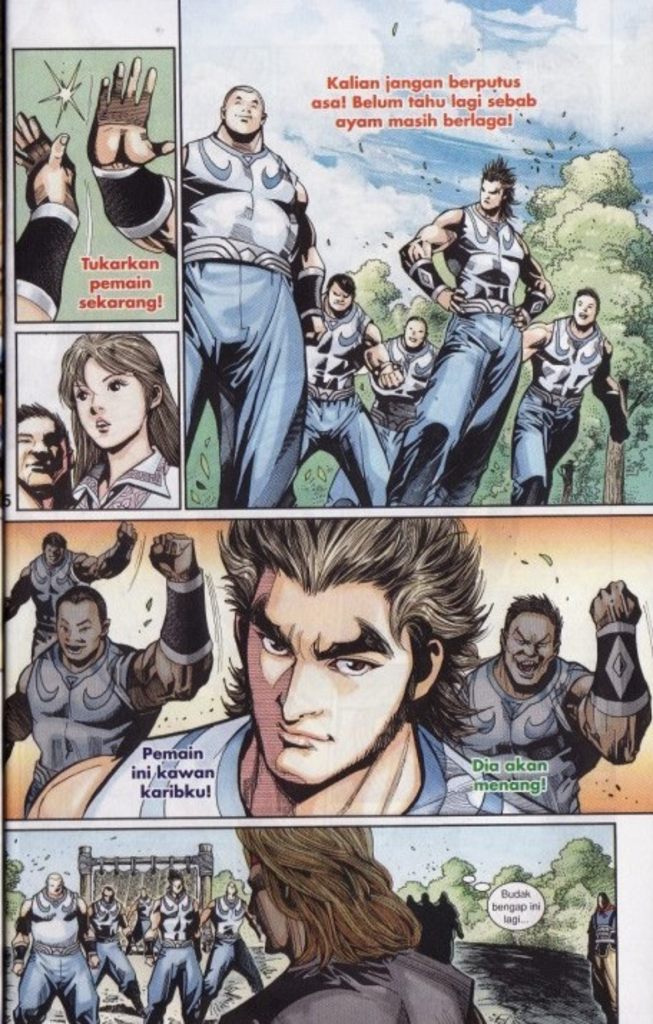 Kalian jangan berputus
asa! Belum tahu lagi sebab
ayam masih berlaga!
Tukarkan
pemain
sekarang!
5
Pemain
ini kawan
karibku!
Dia akan
menang!
Budak
bengap ini
lagi...